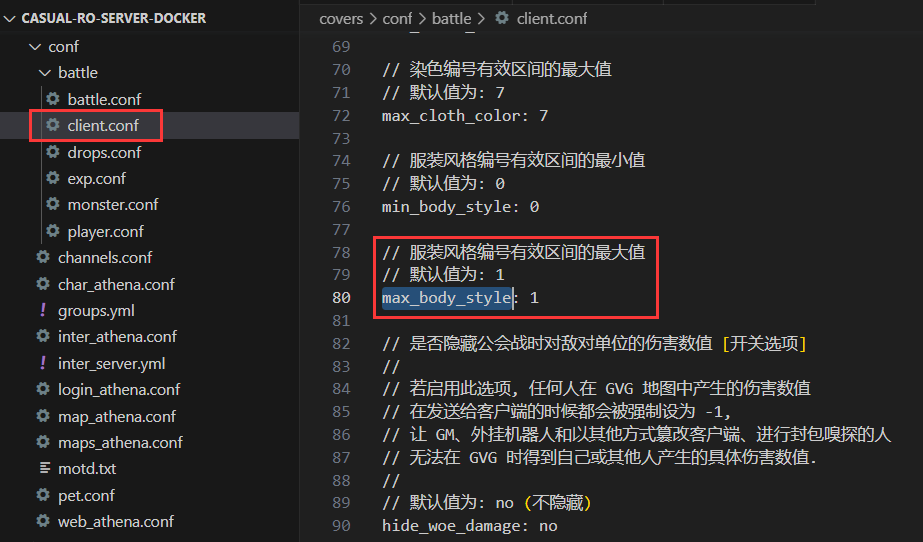 CASUAL-RO-SERVER-DOCKER
conf
battle
battle.conf
client.conf
drops.conf
exp.conf
monster.conf
player.conf
channels.conf
char_athena.conf
groups.yml
inter_athena.conf
inter_server.yml
login_athena.conf
map_athena.conf
maps_athena.conf
motd.txt
pet.conf
web_athena.conf
covers > conf > battle > client.conf
69
70 // 染色编号有效区间的最大值
71 // 默认值为: 7
72 max_cloth_color: 7
73
74 // 服装风格编号有效区间的最小值
75 // 默认值为: 0
76 min_body_style: 0
77
78 // 服装风格编号有效区间的最大值
79 // 默认值为: 1
80 max_body_style: 1
81
82 // 是否隐藏公会战时对敌对单位的伤害数值 [开关选项]
83 //
84 // 若启用此选项, 任何人在 GVG 地图中产生的伤害数值
85 // 在发送给客户端的时候都会被强制设为 -1,
86 // 让 GM、外挂机器人和以其他方式篡改客户端、进行封包嗅探的人
87 // 无法在 GVG 时得到自己或其他人产生的具体伤害数值.
88 //
89 // 默认值为: no (不隐藏)
90 hide_woe_damage: no